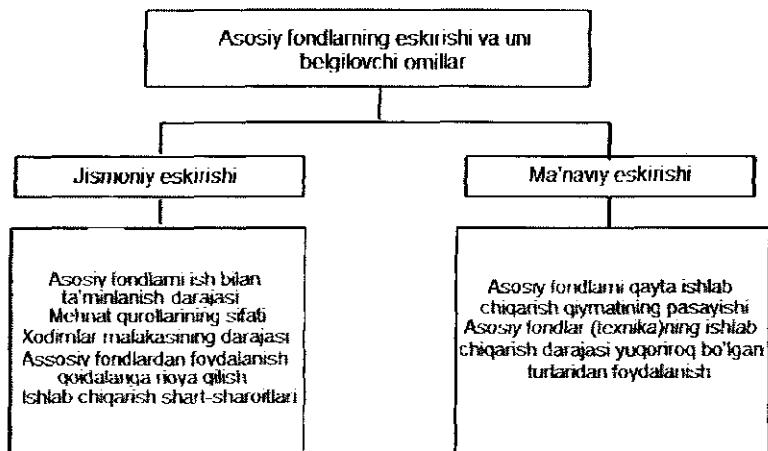 Asosiy fondlarning eskirishi va uni
belgilovchi omillar
Jismoniy eskirishi
Ma'naviy eskirishi
Asosiy fondlarni ish bilan
ta'minlanish darajasi
Mehnat qurollarining sifati
Xodimlar malakasining darajasi
Assosiy fondlardan foydalanish
qoidalanga rioya qilish
Ishlab chiqarish shart-sharoitlari
Asosiy fondlarni qayta ishlab
chiqarish qiymatining pasayishi
Asosiy fondlar (texnika)ning ishlab
chiqarish darajasi yuqoriroq bo'lgan
turlaridan foydalanish